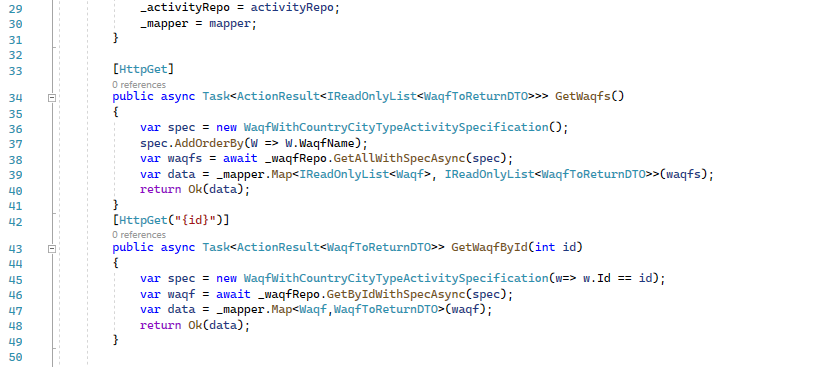 29 _activityRepo = activityRepo;
30 _mapper = mapper;
31 }
32
33 [HttpGet]
0 references
34 public async Task<ActionResult<IReadOnlyList<WaqfToReturnDTO>>> GetWaqfs()
35 {
36 var spec = new WaqfWithCountryCityTypeActivitySpecification();
37 spec.AddOrderBy(W => W.WaqfName);
38 var waqfs = await _waqfRepo.GetAllWithSpecAsync(spec);
39 var data = _mapper.Map<IReadOnlyList<Waqf>, IReadOnlyList<WaqfToReturnDTO>>(waqfs);
40 return Ok(data);
41 }
42 [HttpGet("{id}")]
0 references
43 public async Task<ActionResult<WaqfToReturnDTO>> GetWaqfById(int id)
44 {
45 var spec = new WaqfWithCountryCityTypeActivitySpecification(w=> w.Id == id);
46 var waqf = await _waqfRepo.GetByIdWithSpecAsync(spec);
47 var data = _mapper.Map<Waqf,WaqfToReturnDTO>(waqf);
48 return Ok(data);
49 }
50